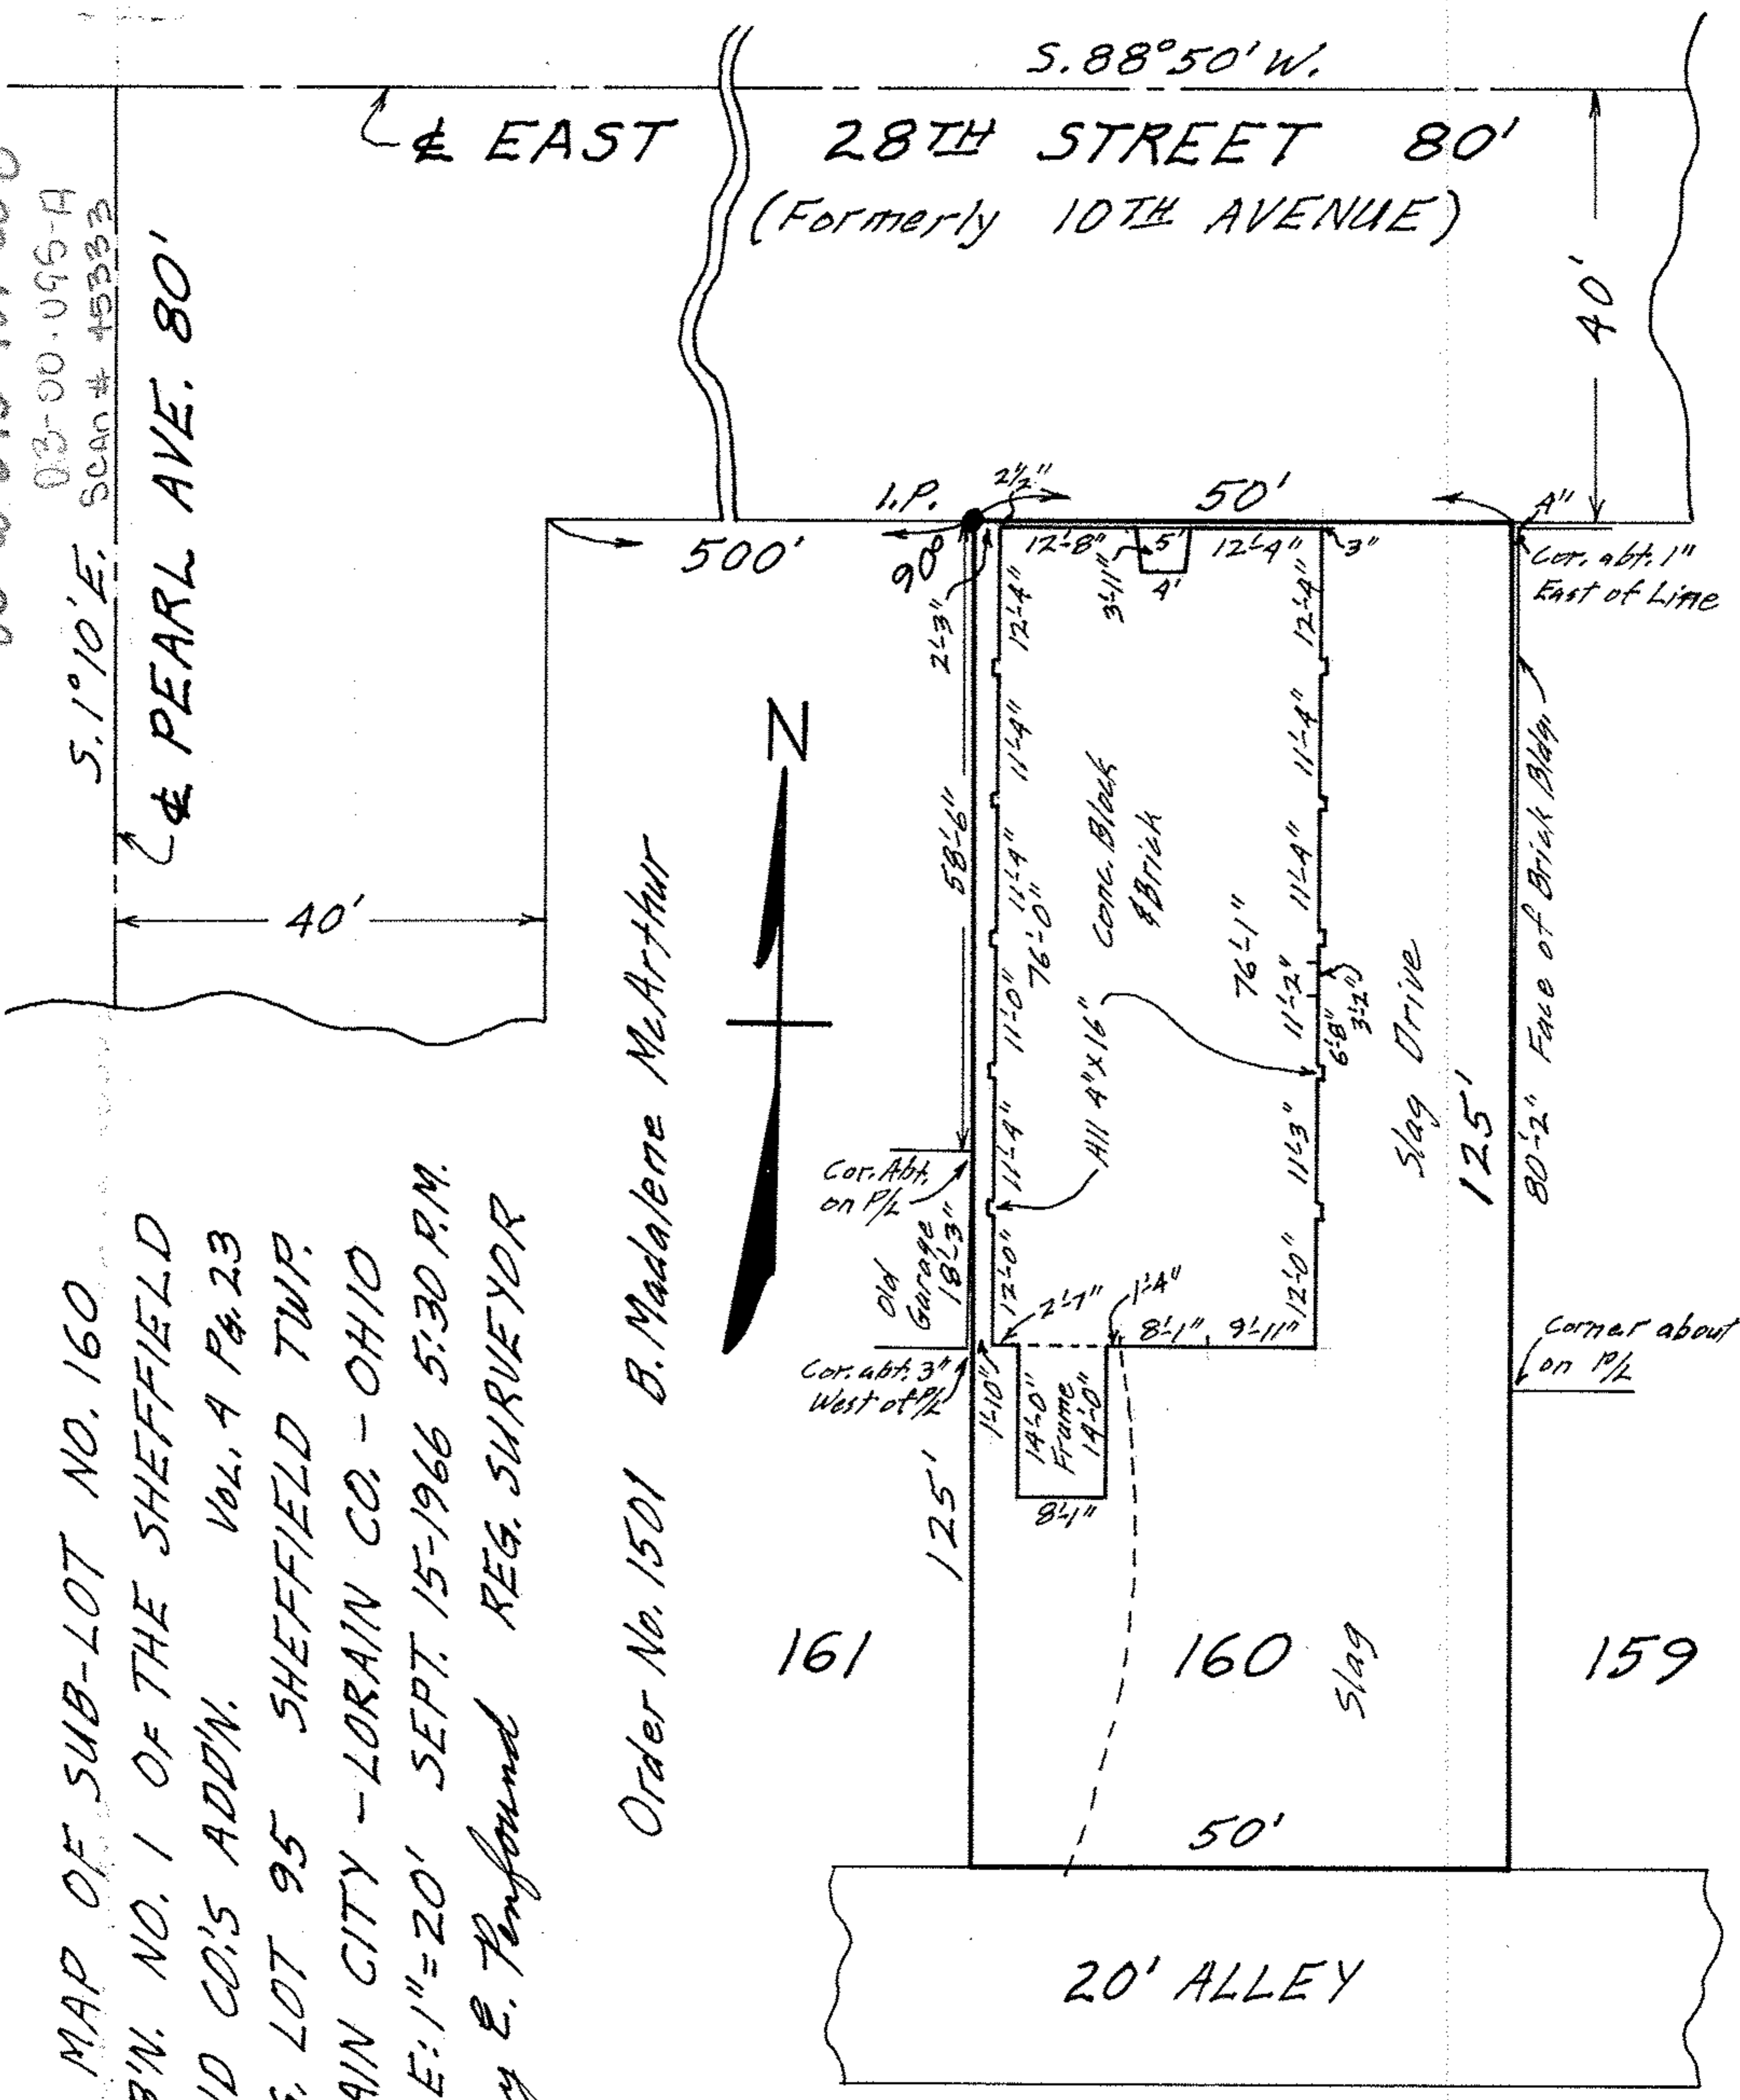 S. 88° 50' W.
℄ EAST 28TH STREET 80'
(Formerly 10TH AVENUE)
40'
03-00-095-A
Scan # 45333
S. 1° 10' E.
℄ PEARL AVE. 80'
40'
I.P.
2½"
50'
4"
500'
90°
2'-3"
12'-8"
5'
12'-4"
3"
3'-11"
4'
Cor. abt. 1"
East of Line
12'-4"
11'-4"
11'-4"
76'-0"
11'-0"
11'-4"
12'-0"
12'-4"
11'-4"
11'-4"
76'-1"
11'-2"
6'-8"
3'-2"
11'-3"
12'-0"
58'-6"
Conc. Block
& Brick
All 4" x 16"
N
Slag Drive
125'
80'-2" Face of Brick Bldg.
Cor. Abt.
on P/L
Old
Garage
18'-3"
Cor. abt. 3"
West of P/L
2'-7"
1'-4"
8'-1"
9'-11"
1'-10"
14'-0"
Frame
14'-0"
8'-1"
Corner about
on P/L
125'
161
160
Slag
159
50'
20' ALLEY
MAP OF SUB-LOT NO. 160
B'N. NO. 1 OF THE SHEFFIELD
ND CO.'S ADD'N. VOL. 4 PG. 23
G. LOT 95 SHEFFIELD TWP.
AIN CITY - LORAIN CO. - OHIO
E: 1" = 20' SEPT. 15-1966 5:30 P.M.
y E. Penfound REG. SURVEYOR
Order No. 1501 B. Madalene McArthur